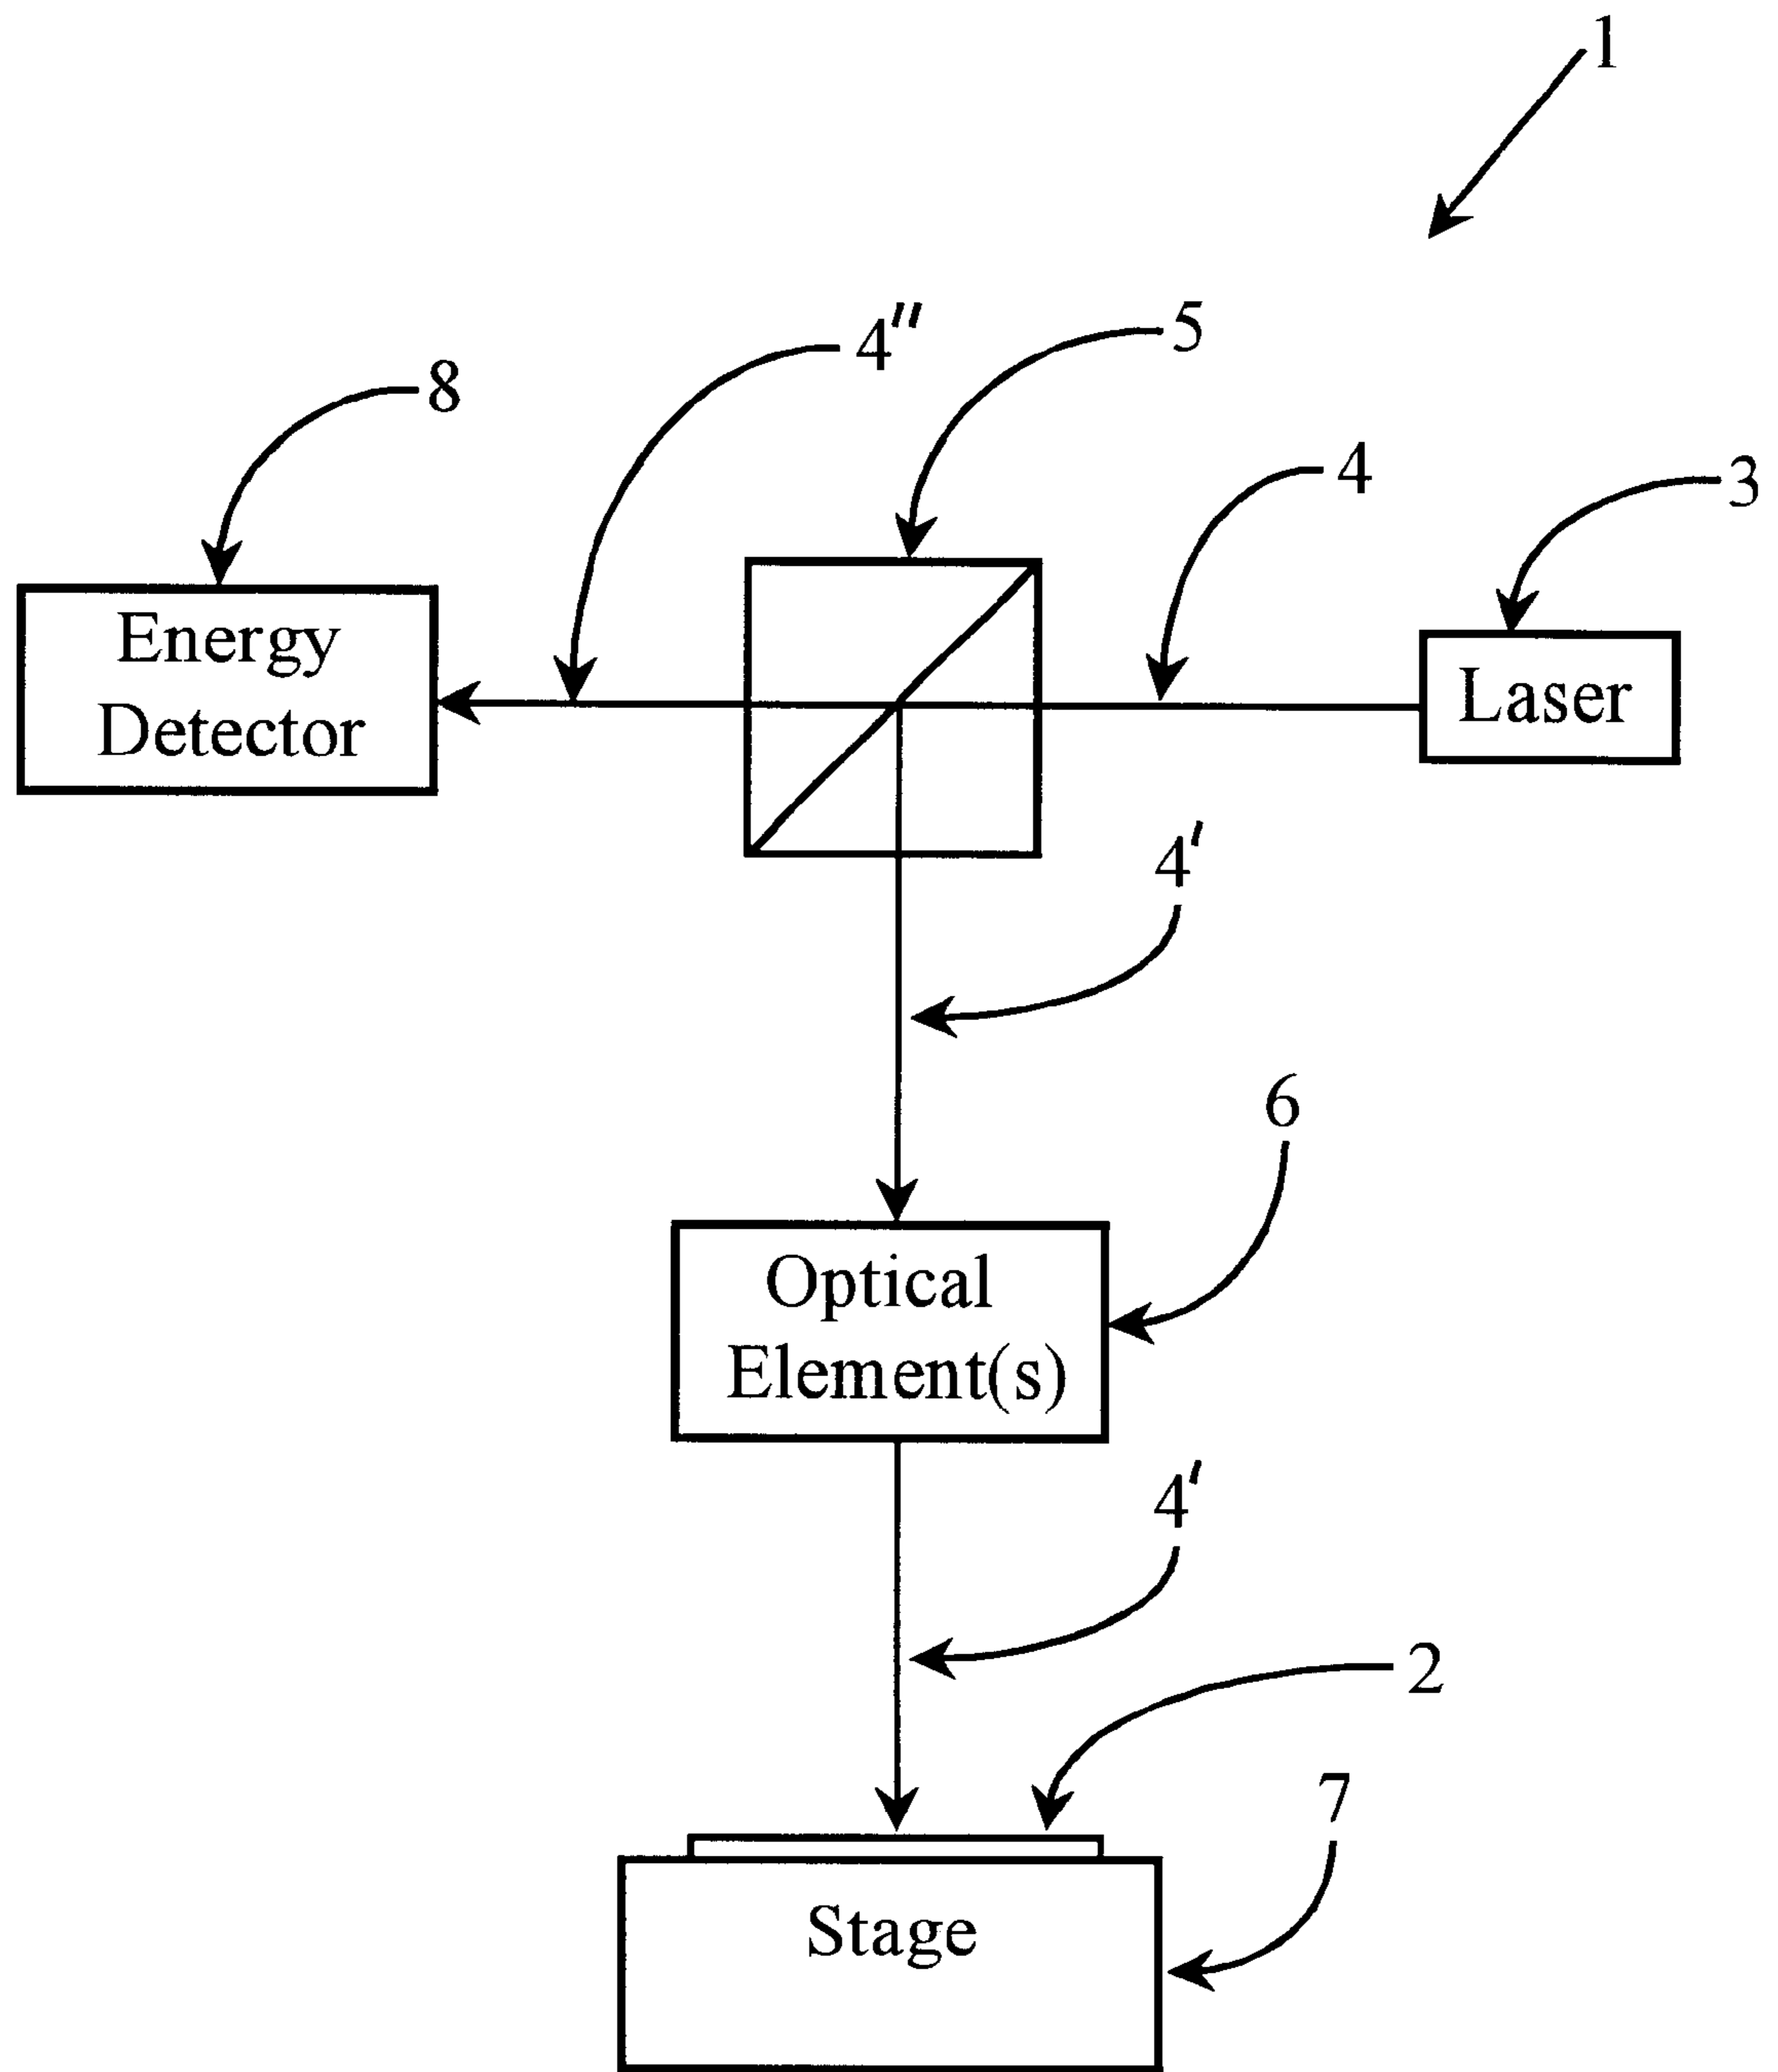 1
4″
5
8
4
3
Energy
Detector
Laser
4′
6
Optical
Element(s)
4′
2
7
Stage